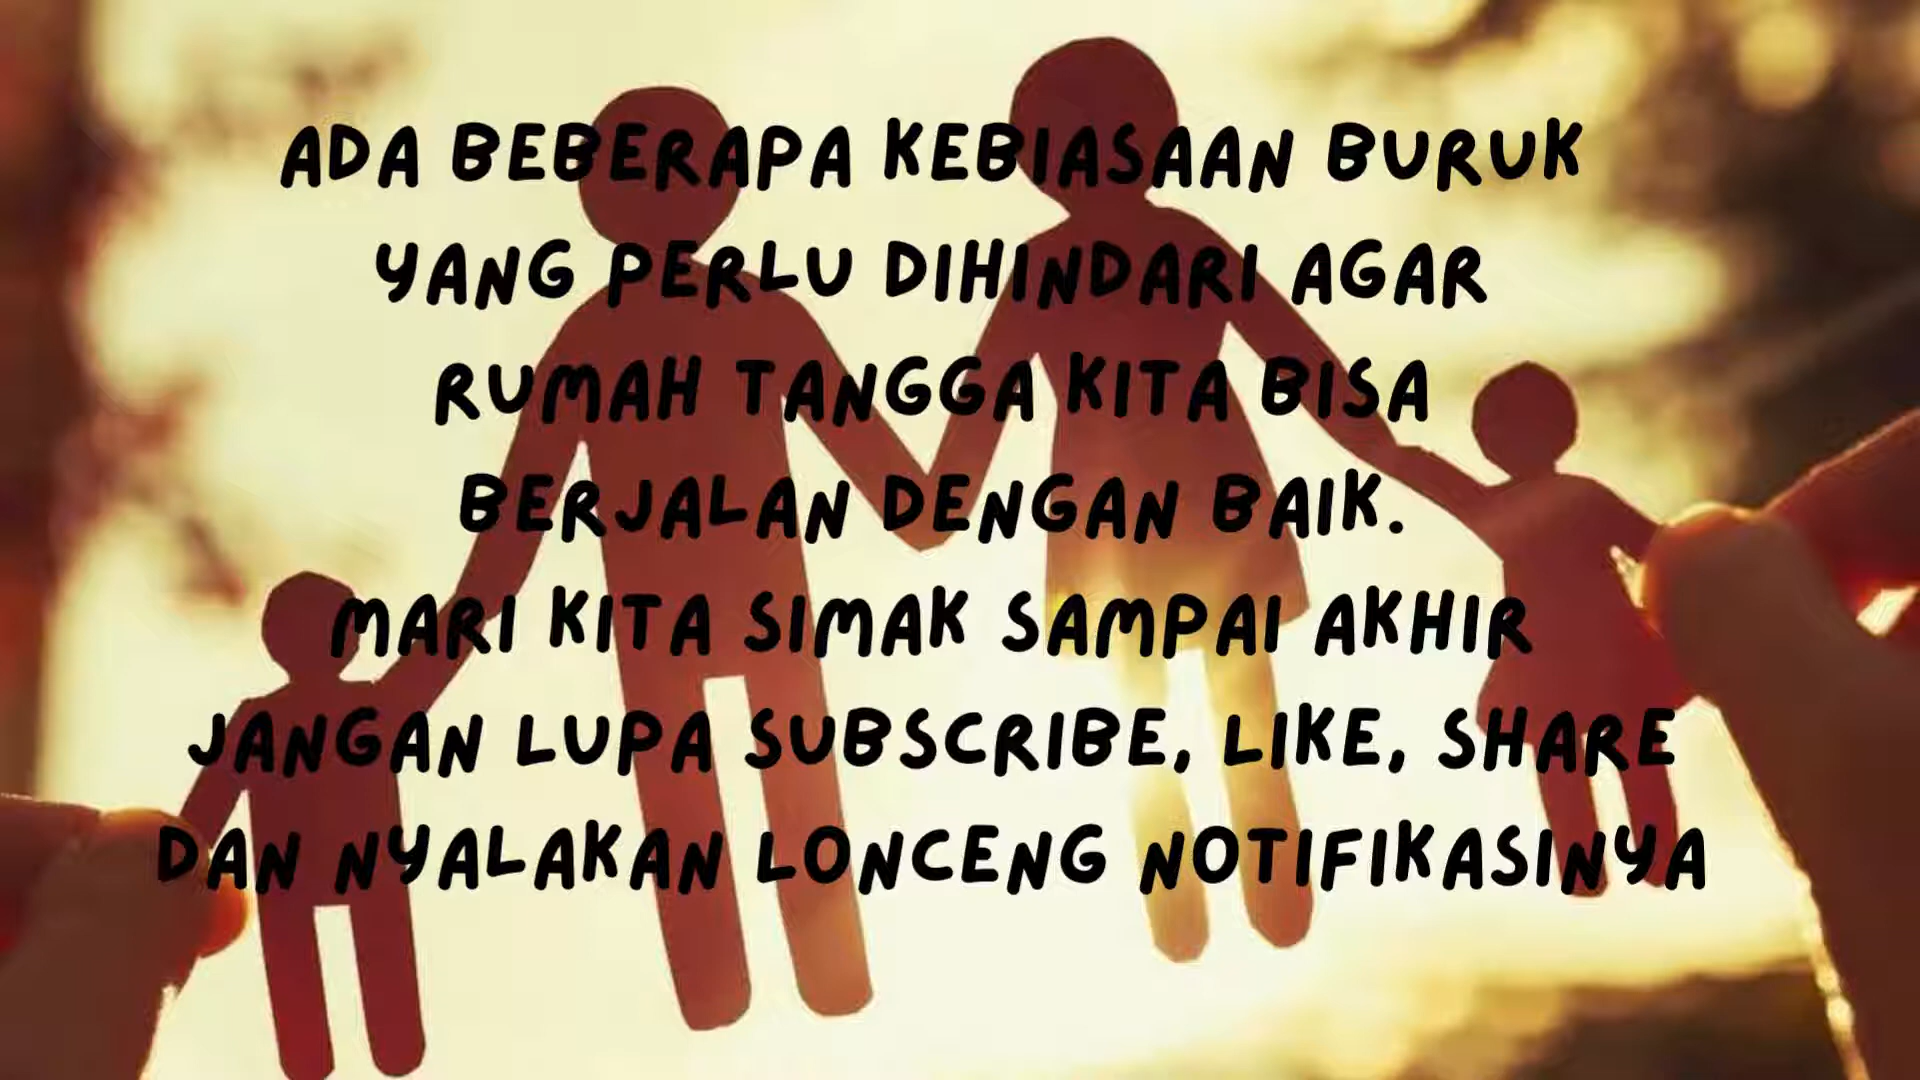 ADA BEBERAPA KEBIASAAN BURUK
YANG PERLU DIHINDARI AGAR
RUMAH TANGGA KITA BISA
BERJALAN DENGAN BAIK.
MARI KITA SIMAK SAMPAI AKHIR
JANGAN LUPA SUBSCRIBE, LIKE, SHARE
DAN NYALAKAN LONCENG NOTIFIKASINYA